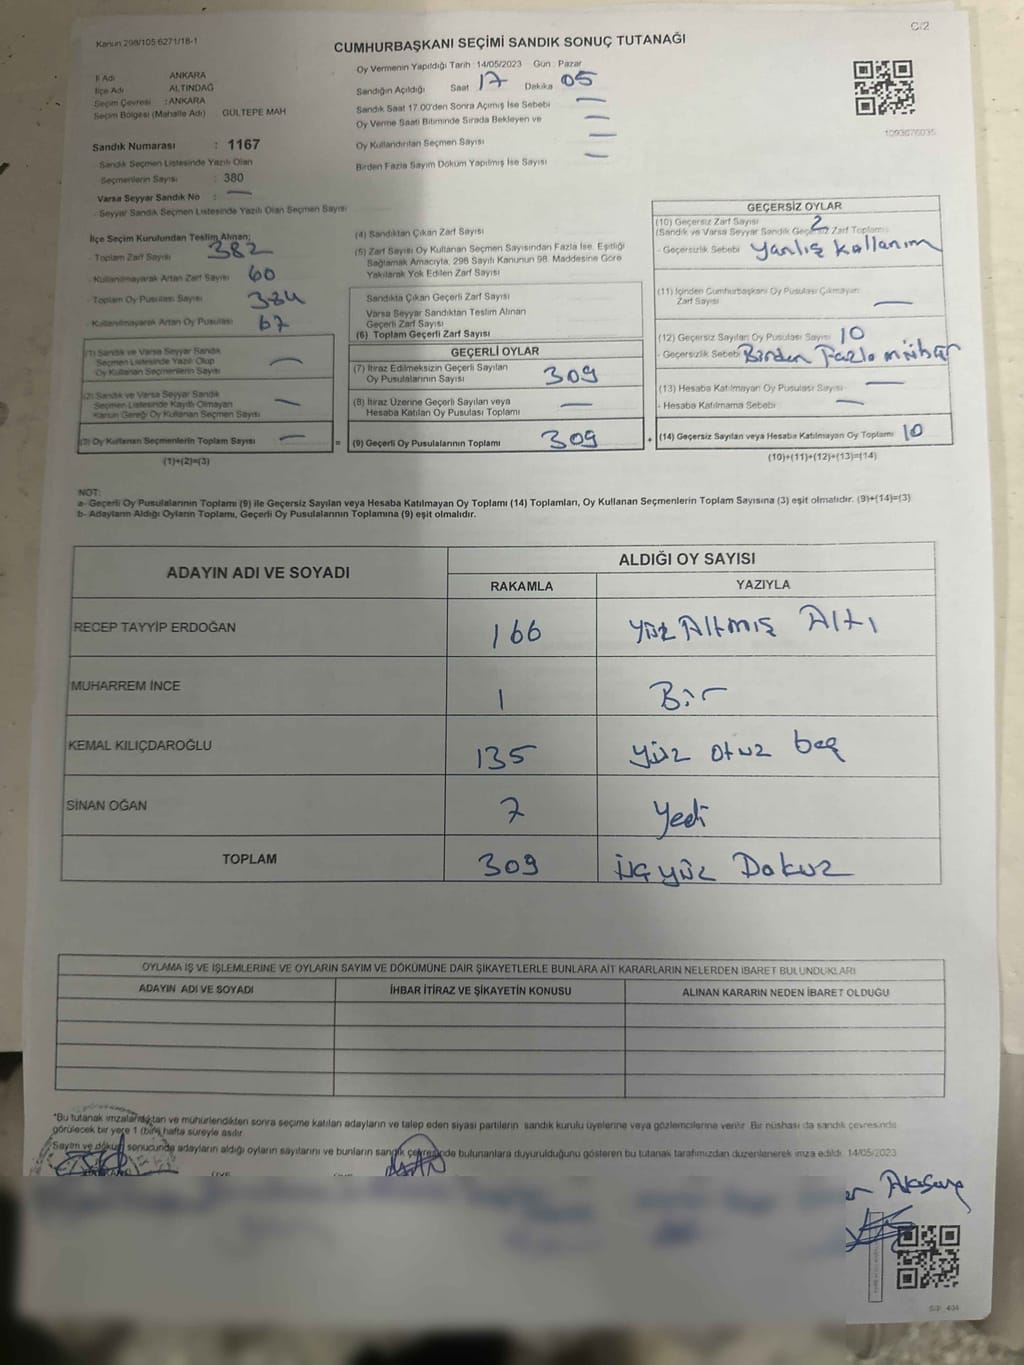 C/2
Kanun 298/105 6271/18-1
CUMHURBAŞKANI SEÇİMİ SANDIK SONUÇ TUTANAĞI
İl Adı ANKARA
İlçe Adı ALTINDAĞ
Seçim Çevresi : ANKARA
Seçim Bölgesi (Mahalle Adı) GÜLTEPE MAH
Sandık Numarası : 1167
Sandık Seçmen Listesinde Yazılı Olan
Seçmenlerin Sayısı : 380
Varsa Seyyar Sandık No : —
- Seyyar Sandık Seçmen Listesinde Yazılı Olan Seçmen Sayısı
Oy Vermenin Yapıldığı Tarih : 14/05/2023 Gün : Pazar
Sandığın Açıldığı Saat 17 Dakika 05
Sandık Saat 17.00'den Sonra Açılmış İse Sebebi —
Oy Verme Saati Bitiminde Sırada Bekleyen ve —
Oy Kullandırılan Seçmen Sayısı —
Birden Fazla Sayım Döküm Yapılmış İse Sayısı —
1093076035
İlçe Seçim Kurulundan Teslim Alınan;
- Toplam Zarf Sayısı 382
- Kullanılmayarak Artan Zarf Sayısı 60
- Toplam Oy Pusulası Sayısı 384
- Kullanılmayarak Artan Oy Pusulası 67
(1) Sandık ve Varsa Seyyar Sandık
Seçmen Listesinde Yazılı Olup
Oy Kullanan Seçmenlerin Sayısı —
(2) Sandık ve Varsa Seyyar Sandık
Seçmen Listesinde Kayıtlı Olmayan
Kanun Gereği Oy Kullanan Seçmen Sayısı —
(3) Oy Kullanan Seçmenlerin Toplam Sayısı —
(1)+(2)=(3)
(4) Sandıktan Çıkan Zarf Sayısı
(5) Zarf Sayısı Oy Kullanan Seçmen Sayısından Fazla İse, Eşitliği
Sağlamak Amacıyla, 298 Sayılı Kanunun 98. Maddesine Göre
Yakılarak Yok Edilen Zarf Sayısı
Sandıkta Çıkan Geçerli Zarf Sayısı
Varsa Seyyar Sandıktan Teslim Alınan
Geçerli Zarf Sayısı
(6) Toplam Geçerli Zarf Sayısı
GEÇERLİ OYLAR
(7) İtiraz Edilmeksizin Geçerli Sayılan
Oy Pusulalarının Sayısı 309
(8) İtiraz Üzerine Geçerli Sayılan veya
Hesaba Katılan Oy Pusulası Toplamı —
= (9) Geçerli Oy Pusulalarının Toplamı 309
GEÇERSİZ OYLAR
(10) Geçersiz Zarf Sayısı 2
(Sandık ve Varsa Seyyar Sandık Geçersiz Zarf Toplamı)
- Geçersizlik Sebebi Yanlış Kullanım
(11) İçinden Cumhurbaşkanı Oy Pusulası Çıkmayan
Zarf Sayısı —
(12) Geçersiz Sayılan Oy Pusulası Sayısı 10
- Geçersizlik Sebebi Birden Fazla mühür
(13) Hesaba Katılmayan Oy Pusulası Sayısı —
- Hesaba Katılmama Sebebi —
+ (14) Geçersiz Sayılan veya Hesaba Katılmayan Oy Toplamı 10
(10)+(11)+(12)+(13)=(14)
NOT:
a- Geçerli Oy Pusulalarının Toplamı (9) ile Geçersiz Sayılan veya Hesaba Katılmayan Oy Toplamı (14) Toplamları, Oy Kullanan Seçmenlerin Toplam Sayısına (3) eşit olmalıdır. (9)+(14)=(3)
b- Adayların Aldığı Oyların Toplamı, Geçerli Oy Pusulalarının Toplamına (9) eşit olmalıdır.
ADAYIN ADI VE SOYADI ALDIĞI OY SAYISI
RAKAMLA YAZIYLA
RECEP TAYYİP ERDOĞAN 166 Yüz Altmış Altı
MUHARREM İNCE 1 Bir
KEMAL KILIÇDAROĞLU 135 yüz otuz beş
SİNAN OĞAN 7 Yedi
TOPLAM 309 üç yüz Dokuz
OYLAMA İŞ VE İŞLEMLERİNE VE OYLARIN SAYIM VE DÖKÜMÜNE DAİR ŞİKAYETLERLE BUNLARA AİT KARARLARIN NELERDEN İBARET BULUNDUKLARI
ADAYIN ADI VE SOYADI İHBAR İTİRAZ VE ŞİKAYETİN KONUSU ALINAN KARARIN NEDEN İBARET OLDUĞU
*Bu tutanak imzalandıktan ve mühürlendikten sonra seçime katılan adayların ve talep eden siyasi partilerin sandık kurulu üyelerine veya gözlemcilerine verilir. Bir nüshası da sandık çevresinde
görülecek bir yere 1 (bir) hafta süreyle asılır.
Sayım ve döküm sonucunda adayların aldığı oyların sayılarını ve bunların sandık çevresinde bulunanlara duyurulduğunu gösteren bu tutanak tarafımızdan düzenlenerek imza edildi. 14/05/2023